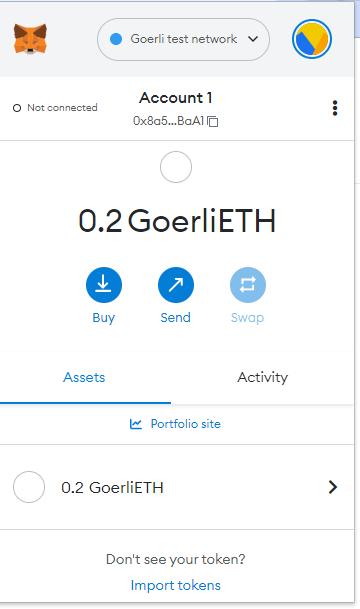 Goerli test network
Not connected
Account 1
0x8a5...BaA1
0.2 GoerliETH
Buy
Send
Swap
Assets
Activity
Portfolio site
0.2 GoerliETH
Don't see your token?
Import tokens